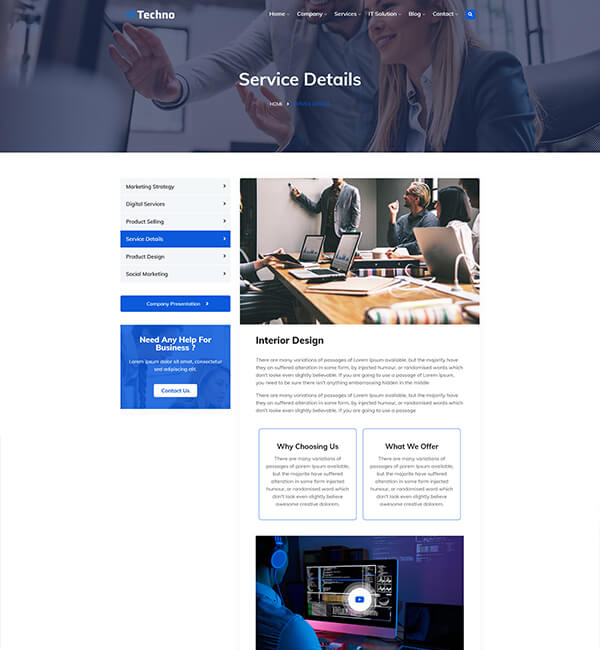 Techno
Home Company Services IT Solution Blog Contact
Service Details
HOME
Marketing Strategy
Digital Services
Product Selling
Service Details
Product Design
Social Marketing
Company Presentation
Need Any Help For
Business ?
Lorem ipsum dolor sit amet, consectetur
sed adipiscing elit.
Contact Us
Interior Design
There are many variations of passages of Lorem Ipsum available, but the majority have
they an suffered alteration in some form, by injected humour, or randomised words which
don't looke even slightly believable. If you are going to use a passage of Lorem Ipsum,
you need to be sure there isn't anything embarrassing hidden in the middle
There are many variations of passages of Lorem Ipsum available, but the majority have
they an suffered alteration in some form, by injected humour, or randomised words which
don't looke even slightly believable. If you are going to use a passage
Why Choosing Us
There are many variations of
passages of porem Ipsum available,
but the majorite have suffered
alteration in some form injected
humour, or randomised word which
don't look even slightly believe
awesome creative dolorem.
What We Offer
There are many variations of
passages of porem Ipsum available,
but the majorite have suffered
alteration in some form injected
humour, or randomised word which
don't look even slightly believe
awesome creative dolorem.